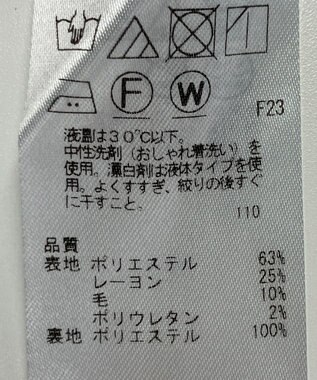 F
W
F23
液温は30℃以下。
中性洗剤（おしゃれ着洗い）を
使用。漂白剤は液体タイプを使
用。よくすすぎ、絞りの後すぐ
に干すこと。
110
品質
表地 ポリエステル 63%
レーヨン 25%
毛 10%
ポリウレタン 2%
裏地 ポリエステル 100%